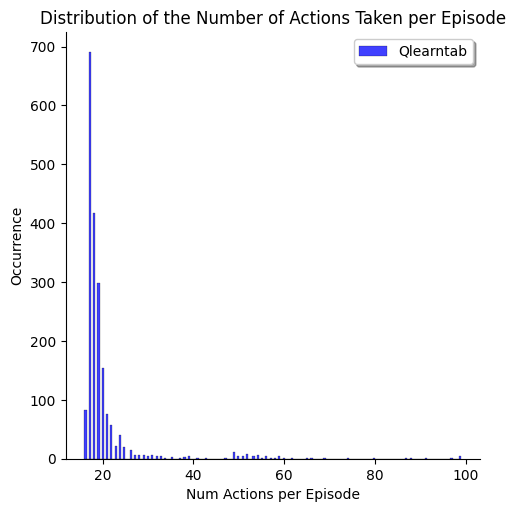 Distribution of the Number of Actions Taken per Episode
Qlearntab
700
600
500
400
300
200
100
0
Occurrence
20 40 60 80 100
Num Actions per Episode